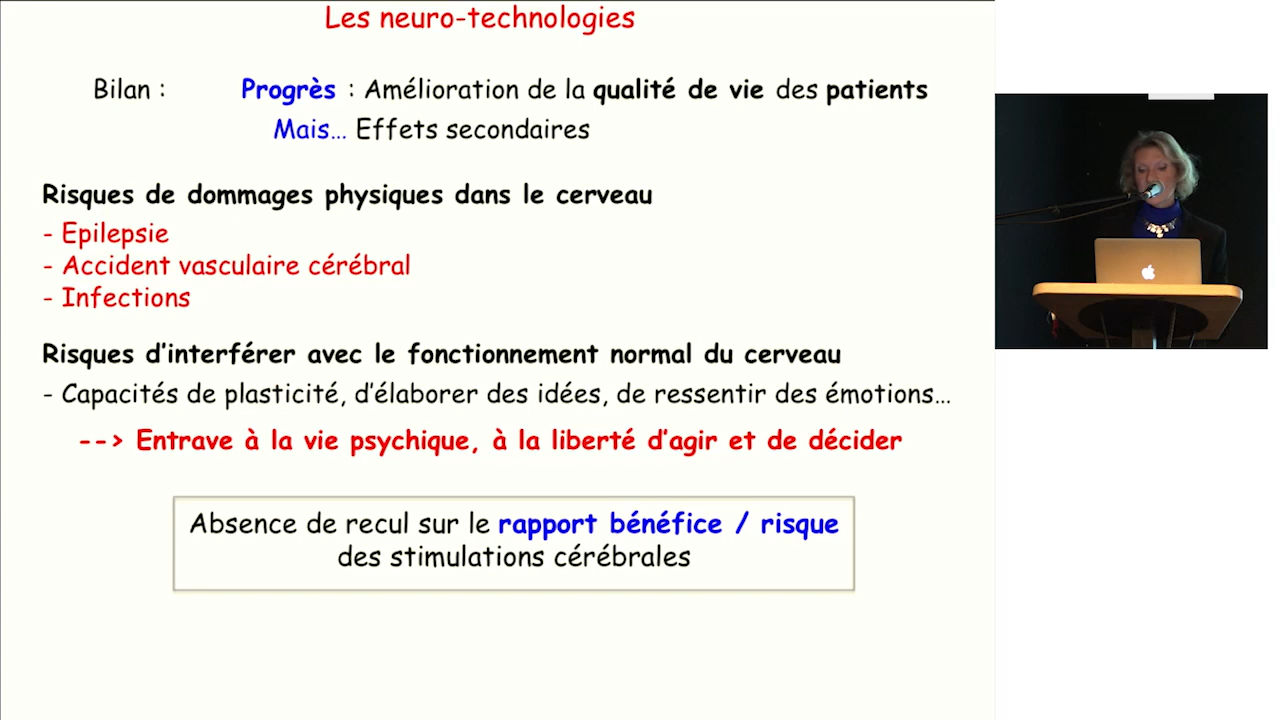 Les neuro-technologies
Bilan : Progrès : Amélioration de la qualité de vie des patients
Mais... Effets secondaires
Risques de dommages physiques dans le cerveau
- Epilepsie
- Accident vasculaire cérébral
- Infections
Risques d'interférer avec le fonctionnement normal du cerveau
- Capacités de plasticité, d'élaborer des idées, de ressentir des émotions...
--> Entrave à la vie psychique, à la liberté d'agir et de décider
Absence de recul sur le rapport bénéfice / risque
des stimulations cérébrales